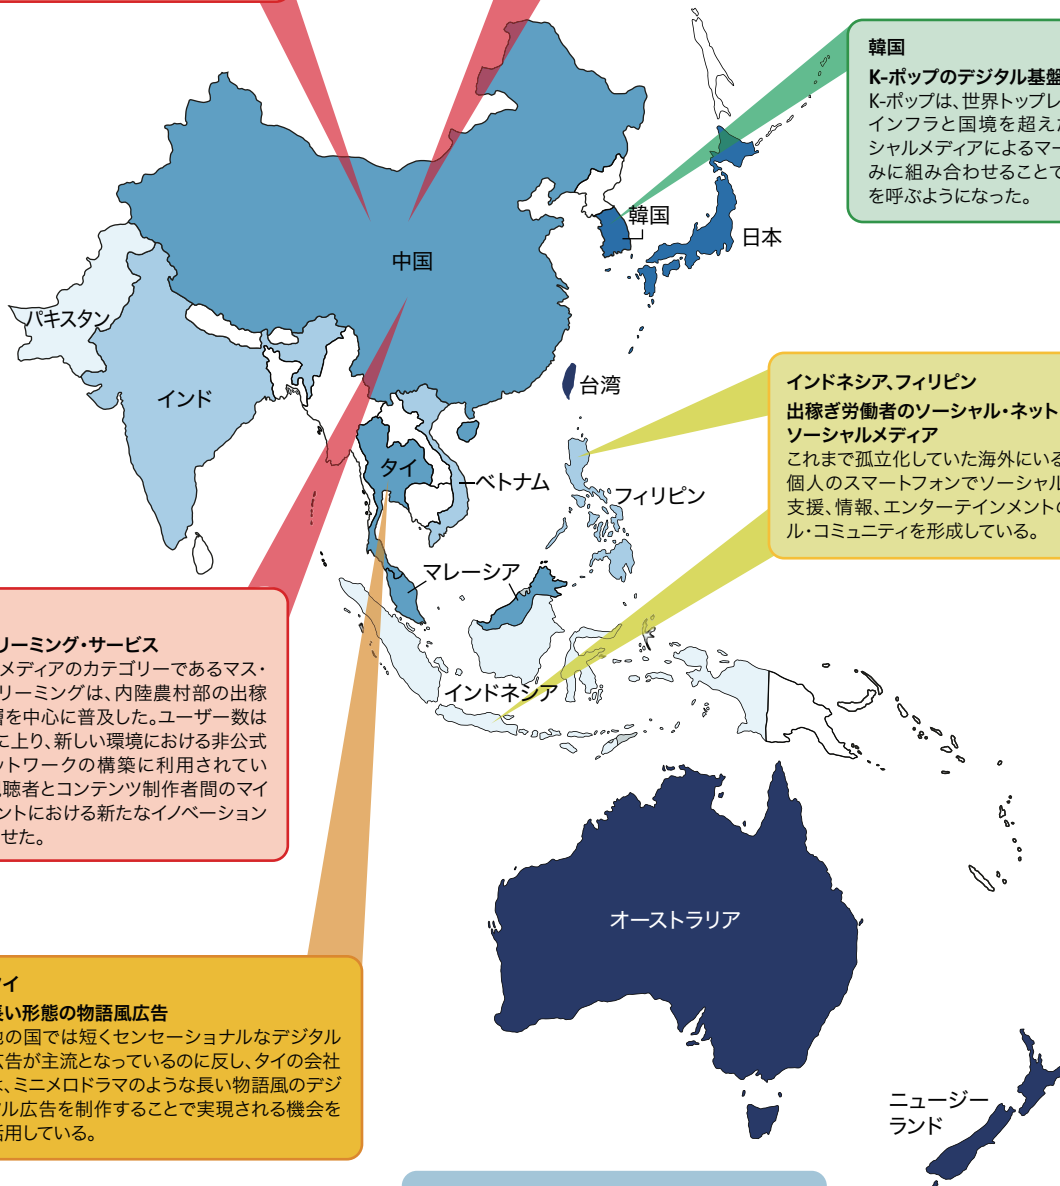 韓国
K-ポップのデジタル基盤
K-ポップは、世界トップレ
インフラと国境を超えた
シャルメディアによるマー
みに組み合わせることで
を呼ぶようになった。
韓国
日本
中国
パキスタン
インド
台湾
インドネシア、フィリピン
出稼ぎ労働者のソーシャル・ネット
ソーシャルメディア
これまで孤立化していた海外にいる
個人のスマートフォンでソーシャル
支援、情報、エンターテインメントの
ル・コミュニティを形成している。
タイ
ベトナム
フィリピン
マレーシア
インドネシア
リーミング・サービス
メディアのカテゴリーであるマス・
リーミングは、内陸農村部の出稼
層を中心に普及した。ユーザー数は
に上り、新しい環境における非公式
ットワークの構築に利用されてい
聴者とコンテンツ制作者間のマイ
ントにおける新たなイノベーション
せた。
オーストラリア
タイ
長い形態の物語風広告
他の国では短くセンセーショナルなデジタル
広告が主流となっているのに反し、タイの会社
は、ミニメロドラマのような長い物語風のデジ
タル広告を制作することで実現される機会を
活用している。
ニュージー
ランド